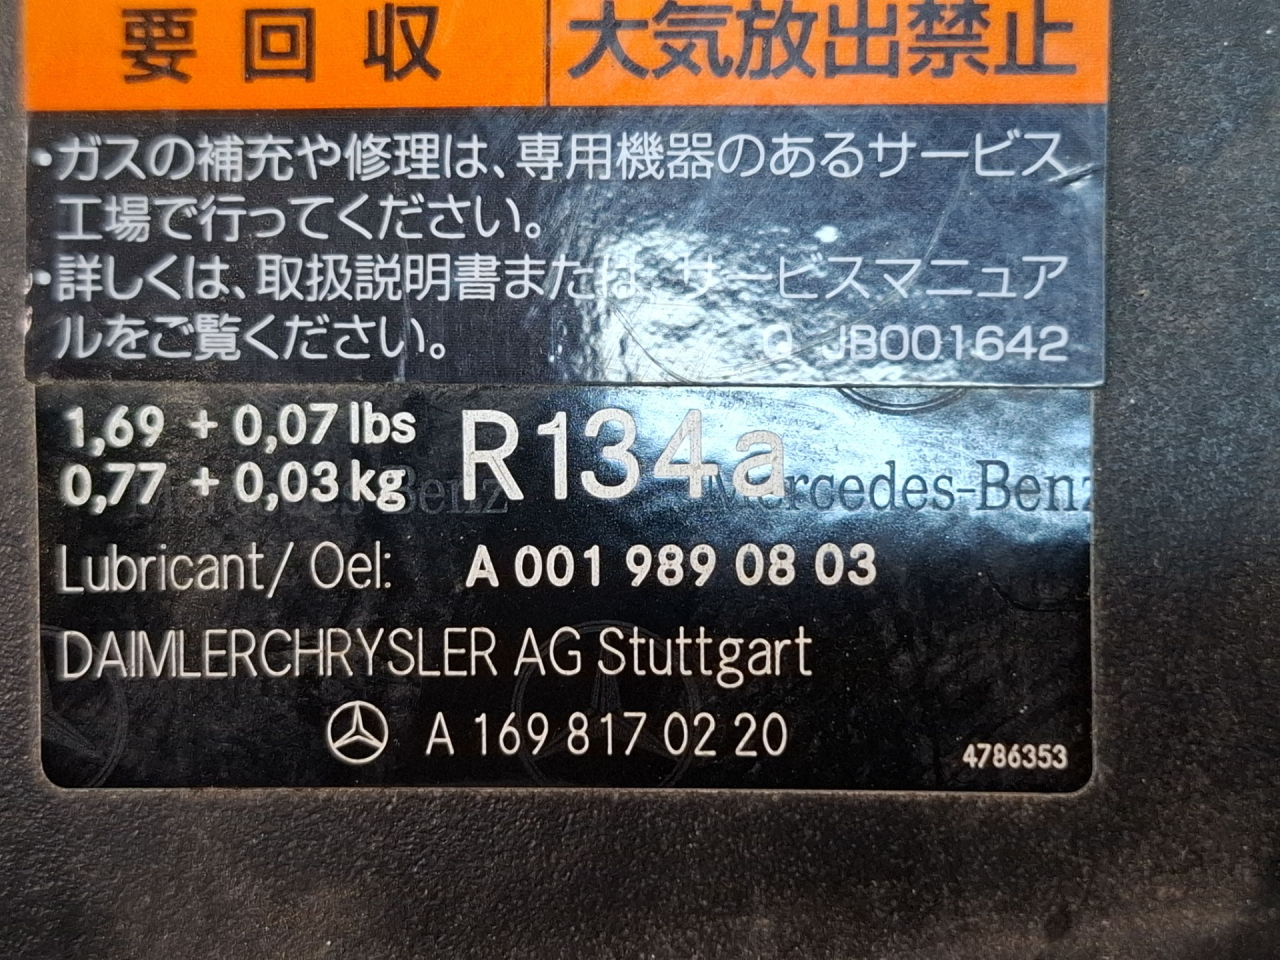 要回収 大気放出禁止
・ガスの補充や修理は、専用機器のあるサービス
工場で行ってください。
・詳しくは、取扱説明書または、サービスマニュア
ルをご覧ください。 Q JB001642
1,69 + 0,07 lbs R134a
0,77 + 0,03 kg
Mercedes-Benz Mercedes-Benz
Lubricant/ Oel: A 001 989 08 03
DAIMLERCHRYSLER AG Stuttgart
A 169 817 02 20 4786353